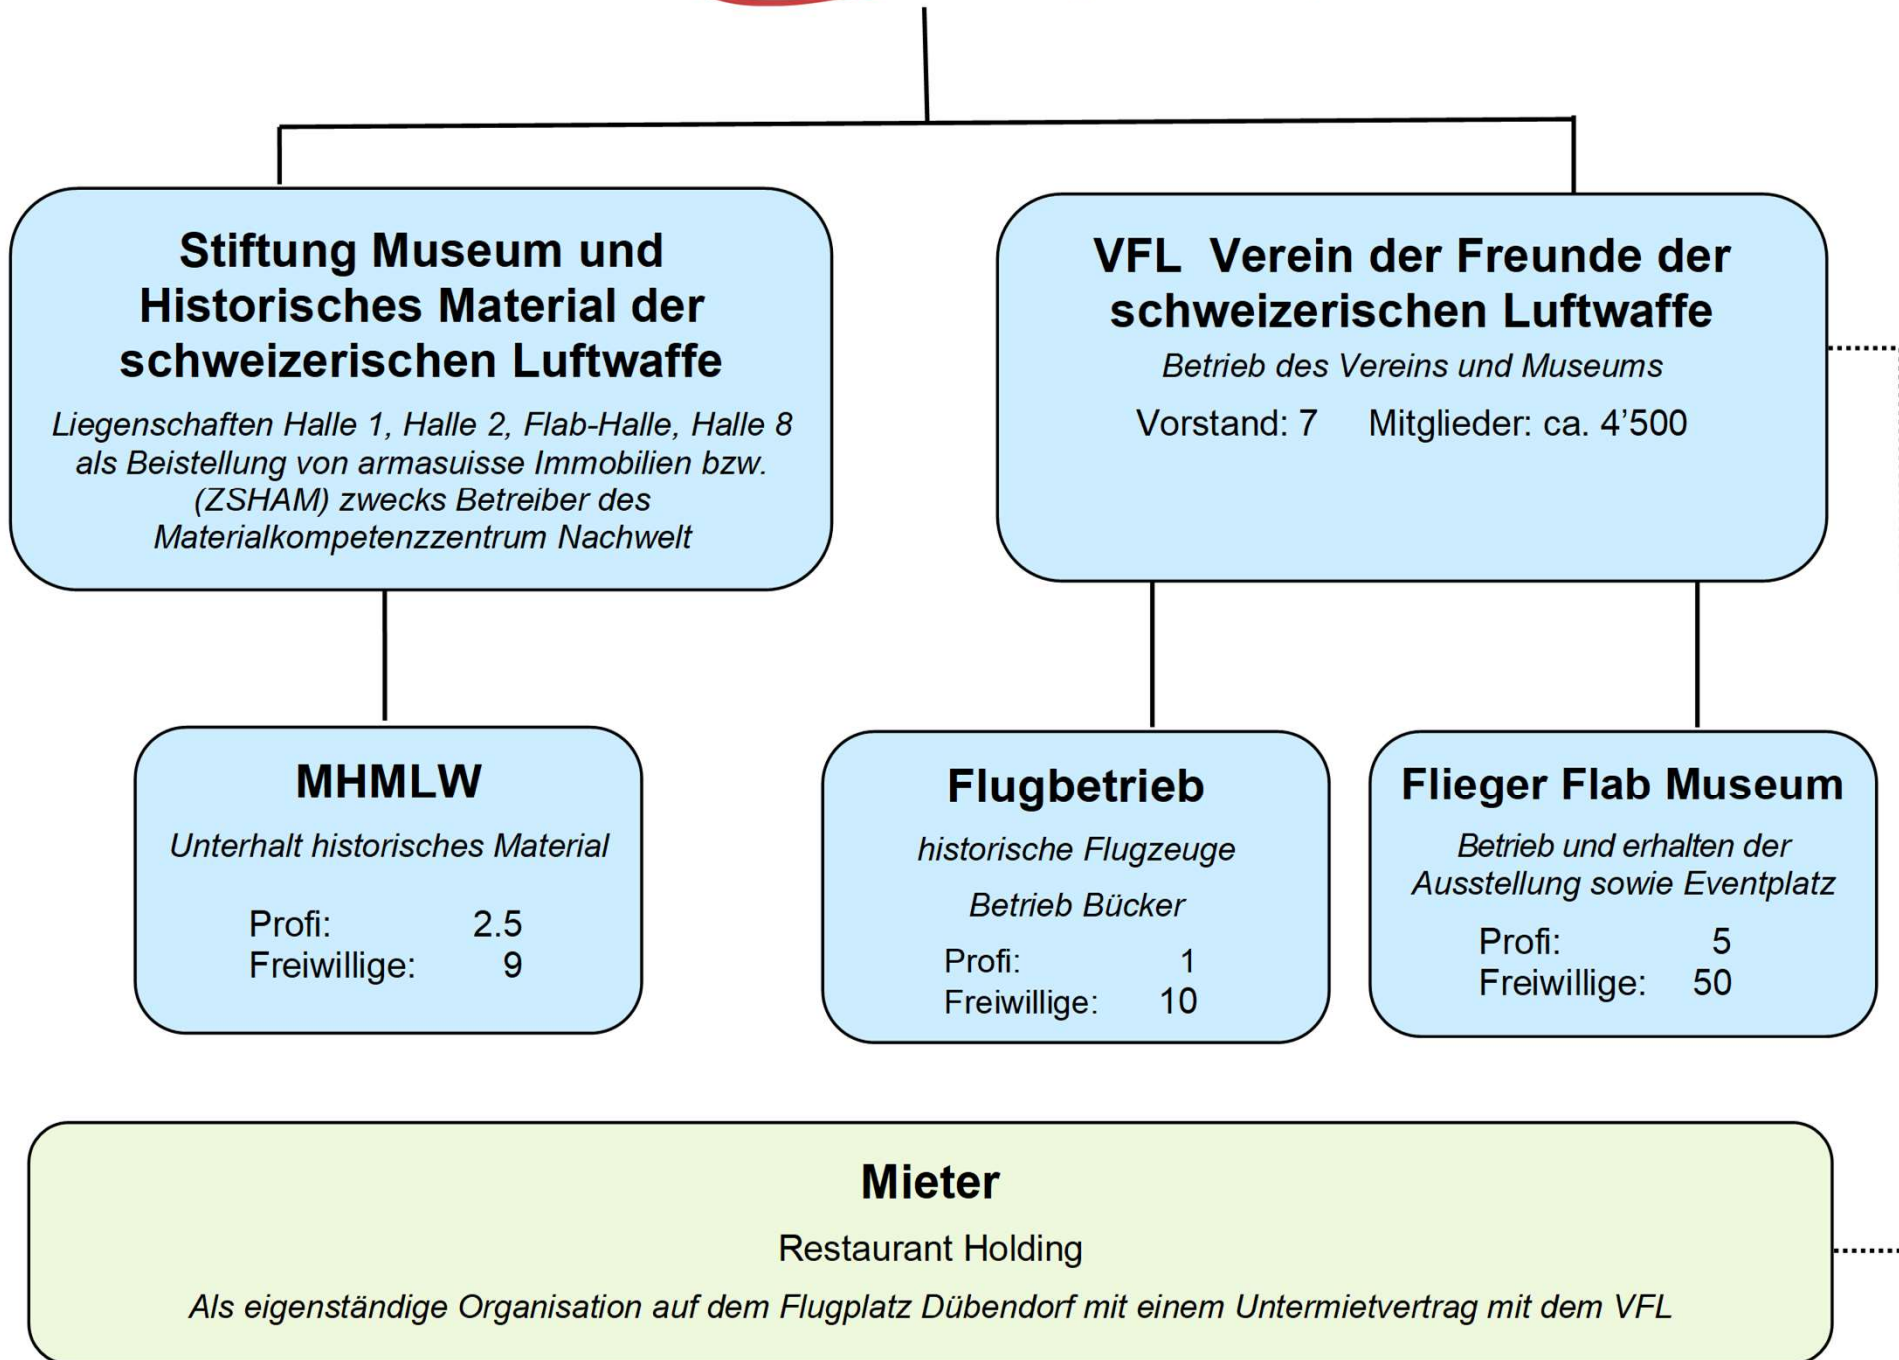 Stiftung Museum und
Historisches Material der
schweizerischen Luftwaffe
Liegenschaften Halle 1, Halle 2, Flab-Halle, Halle 8
als Beistellung von armasuisse Immobilien bzw.
(ZSHAM) zwecks Betreiber des
Materialkompetenzzentrum Nachwelt
VFL Verein der Freunde der
schweizerischen Luftwaffe
Betrieb des Vereins und Museums
Vorstand: 7 Mitglieder: ca. 4’500
MHMLW
Unterhalt historisches Material
Profi: 2.5
Freiwillige: 9
Flugbetrieb
historische Flugzeuge
Betrieb Bücker
Profi: 1
Freiwillige: 10
Flieger Flab Museum
Betrieb und erhalten der
Ausstellung sowie Eventplatz
Profi: 5
Freiwillige: 50
Mieter
Restaurant Holding
Als eigenständige Organisation auf dem Flugplatz Dübendorf mit einem Untermietvertrag mit dem VFL